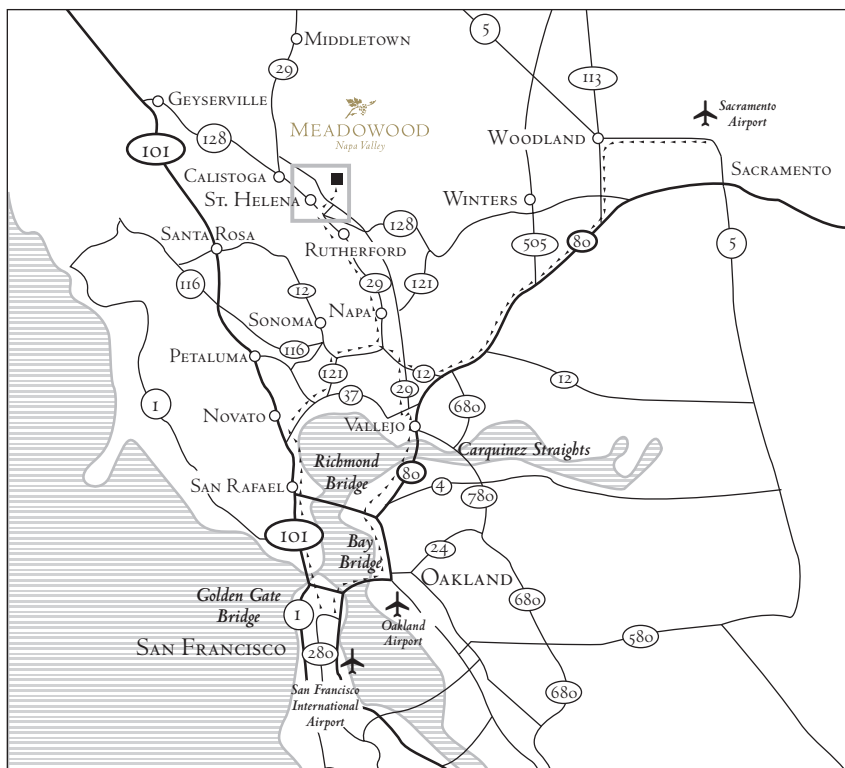 5
MIDDLETOWN
29
113
GEYSERVILLE
128
101
MEADOWOOD
Napa Valley
Sacramento
Airport
WOODLAND
CALISTOGA
ST. HELENA
WINTERS
SACRAMENTO
128
RUTHERFORD
505
80
5
SANTA ROSA
116
12
29
121
SONOMA
NAPA
116
PETALUMA
121
12
29
12
37
680
1
NOVATO
VALLEJO
Carquinez Straights
Richmond
Bridge
80
4
SAN RAFAEL
780
101
Bay
Bridge
24
OAKLAND
Golden Gate
Bridge
1
680
Oakland
Airport
580
SAN FRANCISCO
280
680
San Francisco
International
Airport